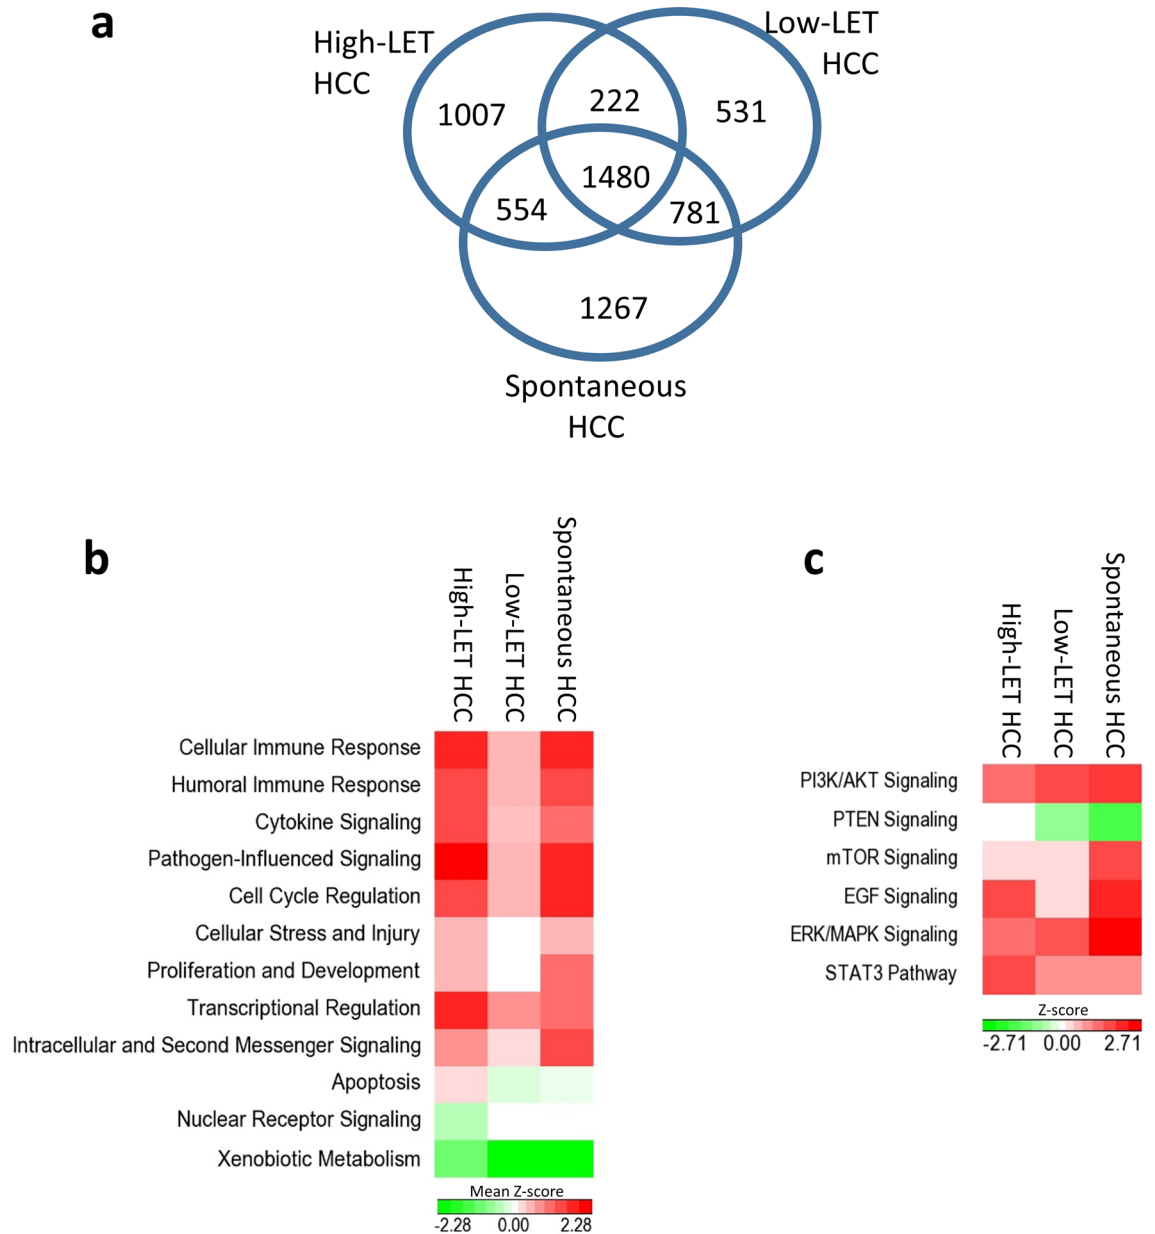 a
High-LET
HCC
Low-LET
HCC
1007
222
531
1480
554
781
1267
Spontaneous
HCC
b
High-LET HCC
Low-LET HCC
Spontaneous HCC
Cellular Immune Response
Humoral Immune Response
Cytokine Signaling
Pathogen-Influenced Signaling
Cell Cycle Regulation
Cellular Stress and Injury
Proliferation and Development
Transcriptional Regulation
Intracellular and Second Messenger Signaling
Apoptosis
Nuclear Receptor Signaling
Xenobiotic Metabolism
Mean Z-score
-2.28 0.00 2.28
c
High-LET HCC
Low-LET HCC
Spontaneous HCC
PI3K/AKT Signaling
PTEN Signaling
mTOR Signaling
EGF Signaling
ERK/MAPK Signaling
STAT3 Pathway
Z-score
-2.71 0.00 2.71